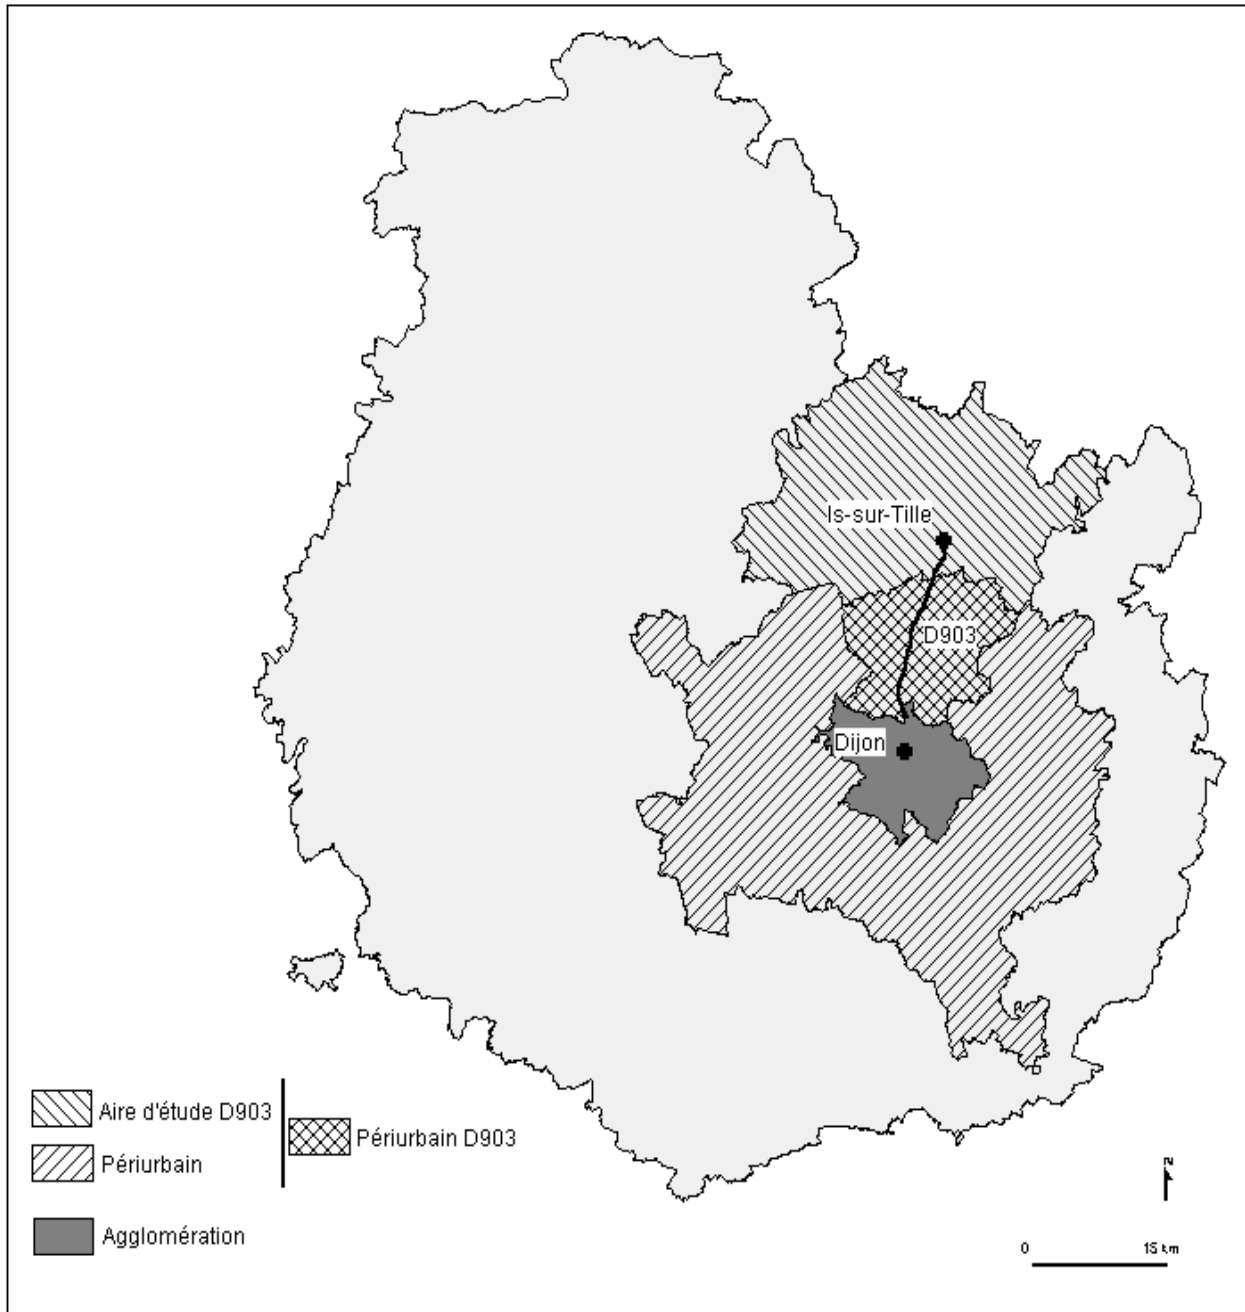 Is-sur-Tille
D903
Dijon
Aire d'étude D903
Périurbain D903
Périurbain
Agglomération
N
0 15 km